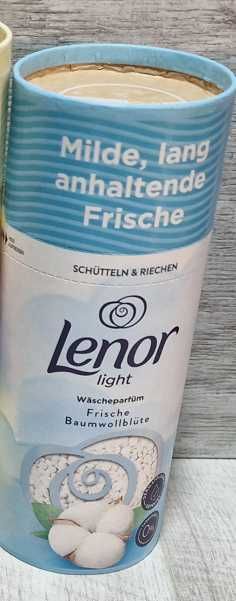 Milde, lang
anhaltende
Frische
SCHÜTTELN & RIECHEN
Lenor
light
Wäscheparfüm
Frische
Baumwollblüte